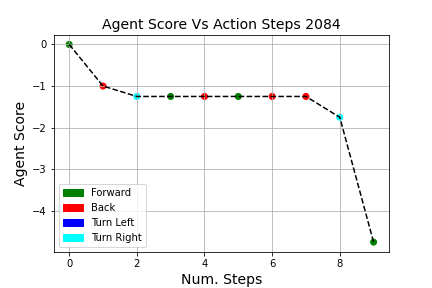 Agent Score Vs Action Steps 2084
Agent Score
0
−1
−2
−3
−4
Forward
Back
Turn Left
Turn Right
0 2 4 6 8
Num. Steps